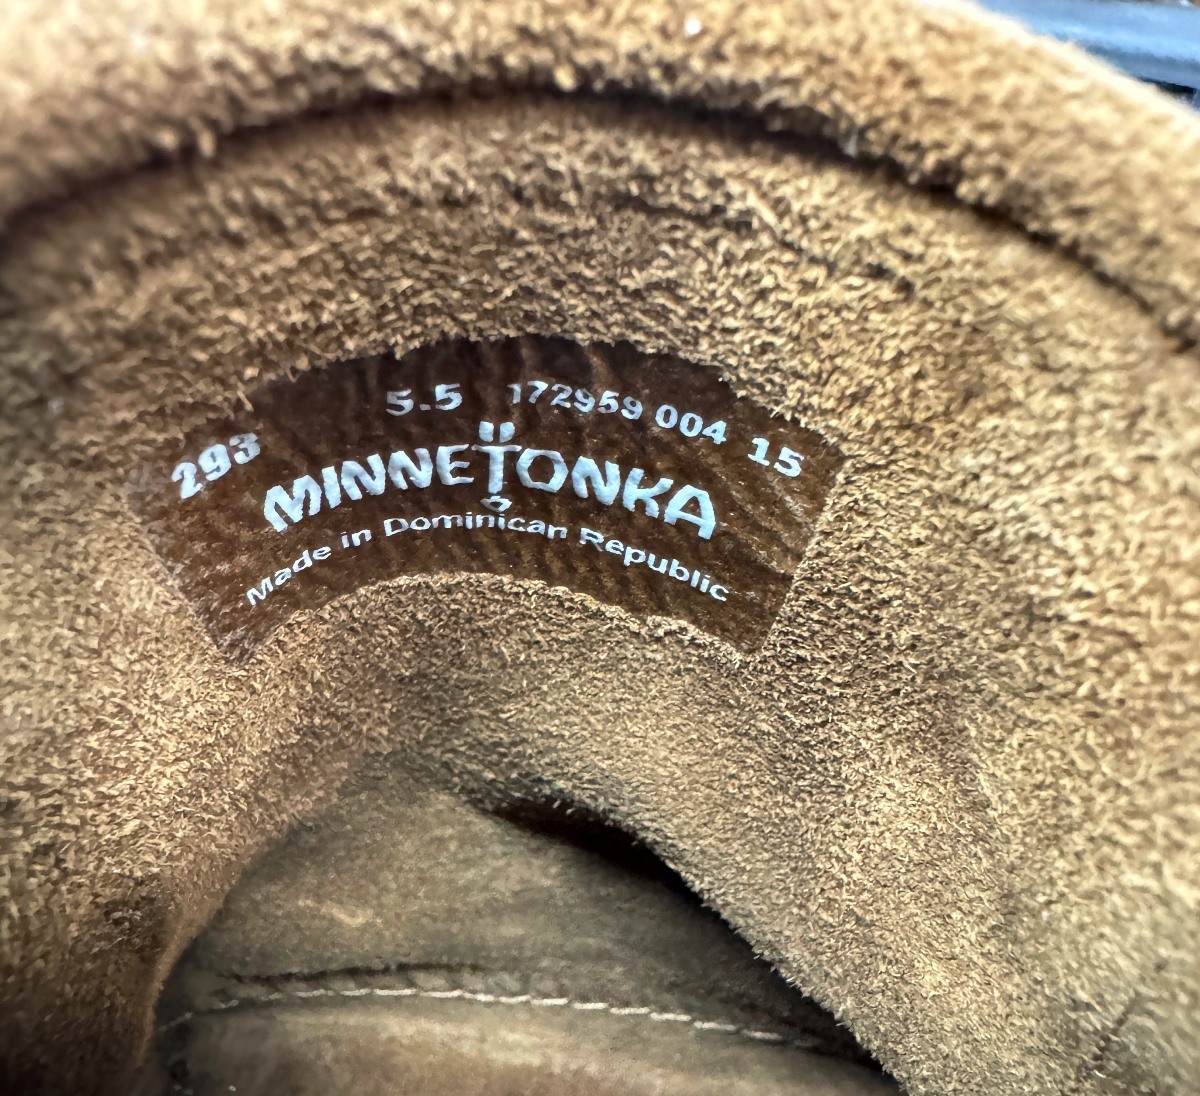 293 5.5 172959 004 15
MINNETONKA
Made in Dominican Republic